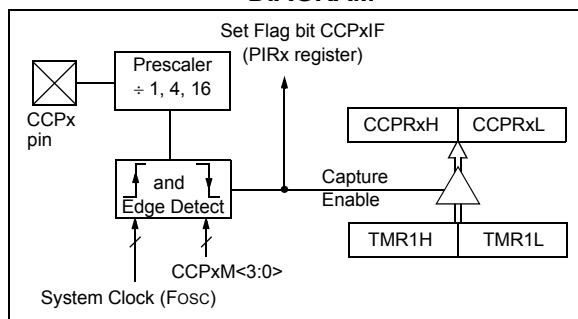 DIAGRAM
Set Flag bit CCPxIF
(PIRx register)
Prescaler
÷ 1, 4, 16
CCPx
pin
CCPRxH CCPRxL
and
Edge Detect
Capture
Enable
TMR1H TMR1L
CCPxM<3:0>
System Clock (FOSC)